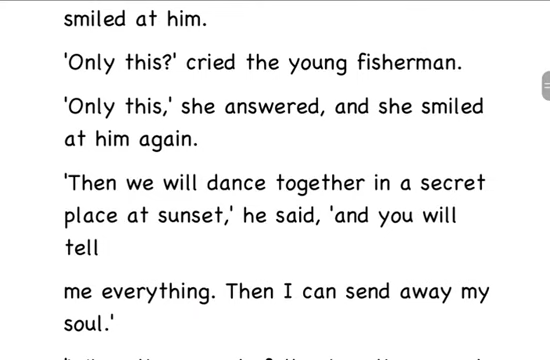 smiled at him.
'Only this?' cried the young fisherman.
'Only this,' she answered, and she smiled
at him again.
'Then we will dance together in a secret
place at sunset,' he said, 'and you will
tell
me everything. Then I can send away my
soul.'